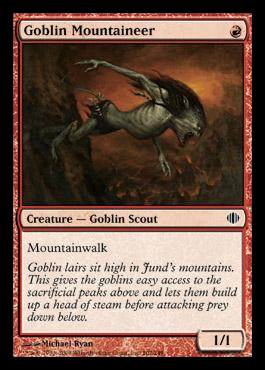 Goblin Mountaineer
Creature — Goblin Scout
Mountainwalk
Goblin lairs sit high in Jund's mountains.
This gives the goblins easy access to the
sacrificial peaks above and lets them build
up a head of steam before attacking prey
down below.
Michael Ryan
1/1